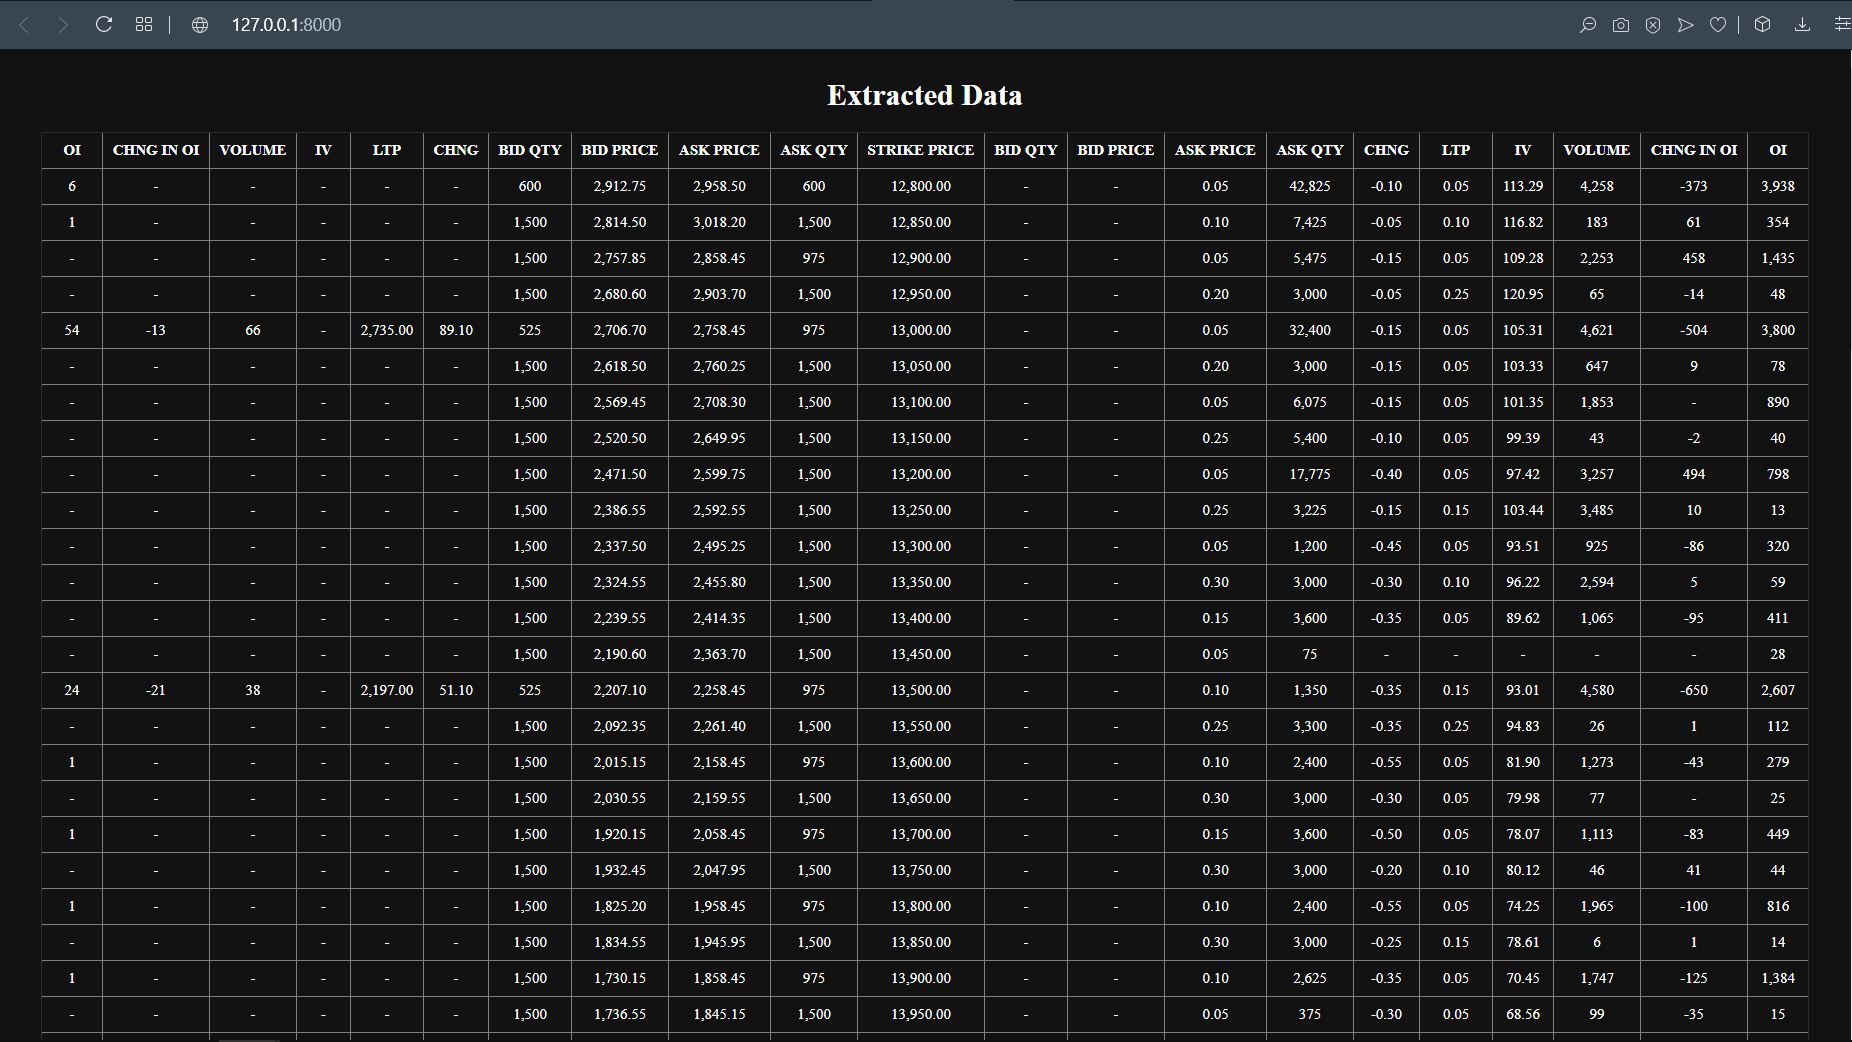 127.0.0.1:8000
Extracted Data
OI CHNG IN OI VOLUME IV LTP CHNG BID QTY BID PRICE ASK PRICE ASK QTY STRIKE PRICE BID QTY BID PRICE ASK PRICE ASK QTY CHNG LTP IV VOLUME CHNG IN OI OI
6 - - - - - 600 2,912.75 2,958.50 600 12,800.00 - - 0.05 42,825 -0.10 0.05 113.29 4,258 -373 3,938
1 - - - - - 1,500 2,814.50 3,018.20 1,500 12,850.00 - - 0.10 7,425 -0.05 0.10 116.82 183 61 354
- - - - - - 1,500 2,757.85 2,858.45 975 12,900.00 - - 0.05 5,475 -0.15 0.05 109.28 2,253 458 1,435
- - - - - - 1,500 2,680.60 2,903.70 1,500 12,950.00 - - 0.20 3,000 -0.05 0.25 120.95 65 -14 48
54 -13 66 - 2,735.00 89.10 525 2,706.70 2,758.45 975 13,000.00 - - 0.05 32,400 -0.15 0.05 105.31 4,621 -504 3,800
- - - - - - 1,500 2,618.50 2,760.25 1,500 13,050.00 - - 0.20 3,000 -0.15 0.05 103.33 647 9 78
- - - - - - 1,500 2,569.45 2,708.30 1,500 13,100.00 - - 0.05 6,075 -0.15 0.05 101.35 1,853 - 890
- - - - - - 1,500 2,520.50 2,649.95 1,500 13,150.00 - - 0.25 5,400 -0.10 0.05 99.39 43 -2 40
- - - - - - 1,500 2,471.50 2,599.75 1,500 13,200.00 - - 0.05 17,775 -0.40 0.05 97.42 3,257 494 798
- - - - - - 1,500 2,386.55 2,592.55 1,500 13,250.00 - - 0.25 3,225 -0.15 0.15 103.44 3,485 10 13
- - - - - - 1,500 2,337.50 2,495.25 1,500 13,300.00 - - 0.05 1,200 -0.45 0.05 93.51 925 -86 320
- - - - - - 1,500 2,324.55 2,455.80 1,500 13,350.00 - - 0.30 3,000 -0.30 0.10 96.22 2,594 5 59
- - - - - - 1,500 2,239.55 2,414.35 1,500 13,400.00 - - 0.15 3,600 -0.35 0.05 89.62 1,065 -95 411
- - - - - - 1,500 2,190.60 2,363.70 1,500 13,450.00 - - 0.05 75 - - - - - 28
24 -21 38 - 2,197.00 51.10 525 2,207.10 2,258.45 975 13,500.00 - - 0.10 1,350 -0.35 0.15 93.01 4,580 -650 2,607
- - - - - - 1,500 2,092.35 2,261.40 1,500 13,550.00 - - 0.25 3,300 -0.35 0.25 94.83 26 1 112
1 - - - - - 1,500 2,015.15 2,158.45 975 13,600.00 - - 0.10 2,400 -0.55 0.05 81.90 1,273 -43 279
- - - - - - 1,500 2,030.55 2,159.55 1,500 13,650.00 - - 0.30 3,000 -0.30 0.05 79.98 77 - 25
1 - - - - - 1,500 1,920.15 2,058.45 975 13,700.00 - - 0.15 3,600 -0.50 0.05 78.07 1,113 -83 449
- - - - - - 1,500 1,932.45 2,047.95 1,500 13,750.00 - - 0.30 3,000 -0.20 0.10 80.12 46 41 44
1 - - - - - 1,500 1,825.20 1,958.45 975 13,800.00 - - 0.10 2,400 -0.55 0.05 74.25 1,965 -100 816
- - - - - - 1,500 1,834.55 1,945.95 1,500 13,850.00 - - 0.30 3,000 -0.25 0.15 78.61 6 1 14
1 - - - - - 1,500 1,730.15 1,858.45 975 13,900.00 - - 0.10 2,625 -0.35 0.05 70.45 1,747 -125 1,384
- - - - - - 1,500 1,736.55 1,845.15 1,500 13,950.00 - - 0.05 375 -0.30 0.05 68.56 99 -35 15